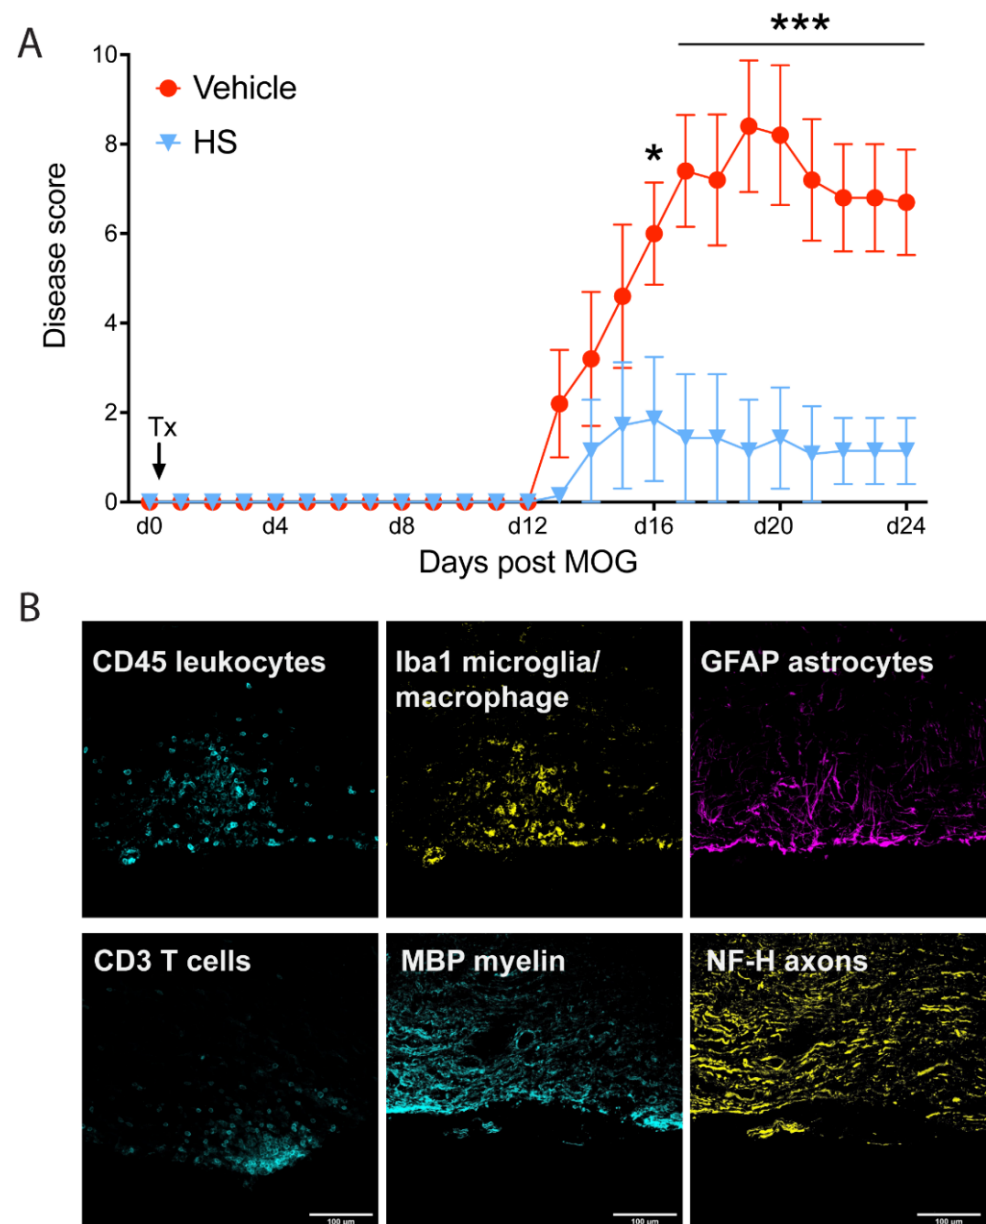 A
***
10
Vehicle
HS
8
*
6
Disease score
4
2
Tx
0
d0 d4 d8 d12 d16 d20 d24
Days post MOG
B
CD45 leukocytes
Iba1 microglia/
macrophage
GFAP astrocytes
CD3 T cells
MBP myelin
NF-H axons
100 µm
100 µm
100 µm